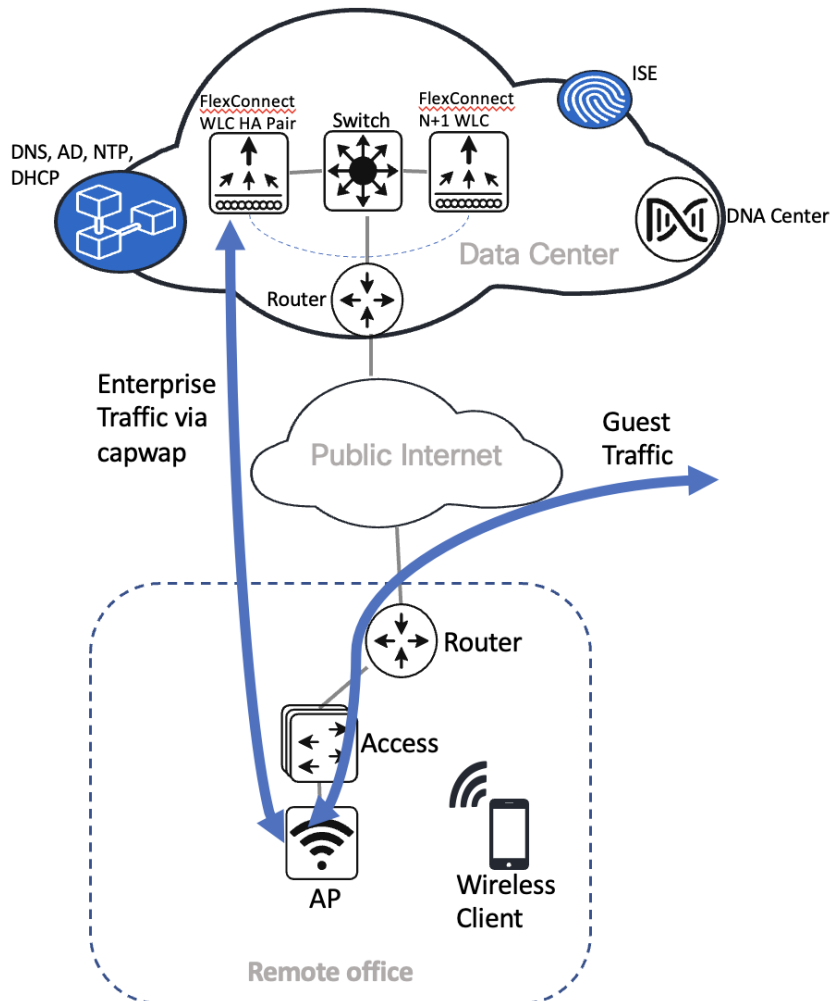 ISE
FlexConnect
WLC HA Pair
Switch
FlexConnect
N+1 WLC
DNS, AD, NTP,
DHCP
DNA Center
Data Center
Router
Enterprise
Traffic via
capwap
Public Internet
Guest
Traffic
Router
Access
AP
Wireless
Client
Remote office